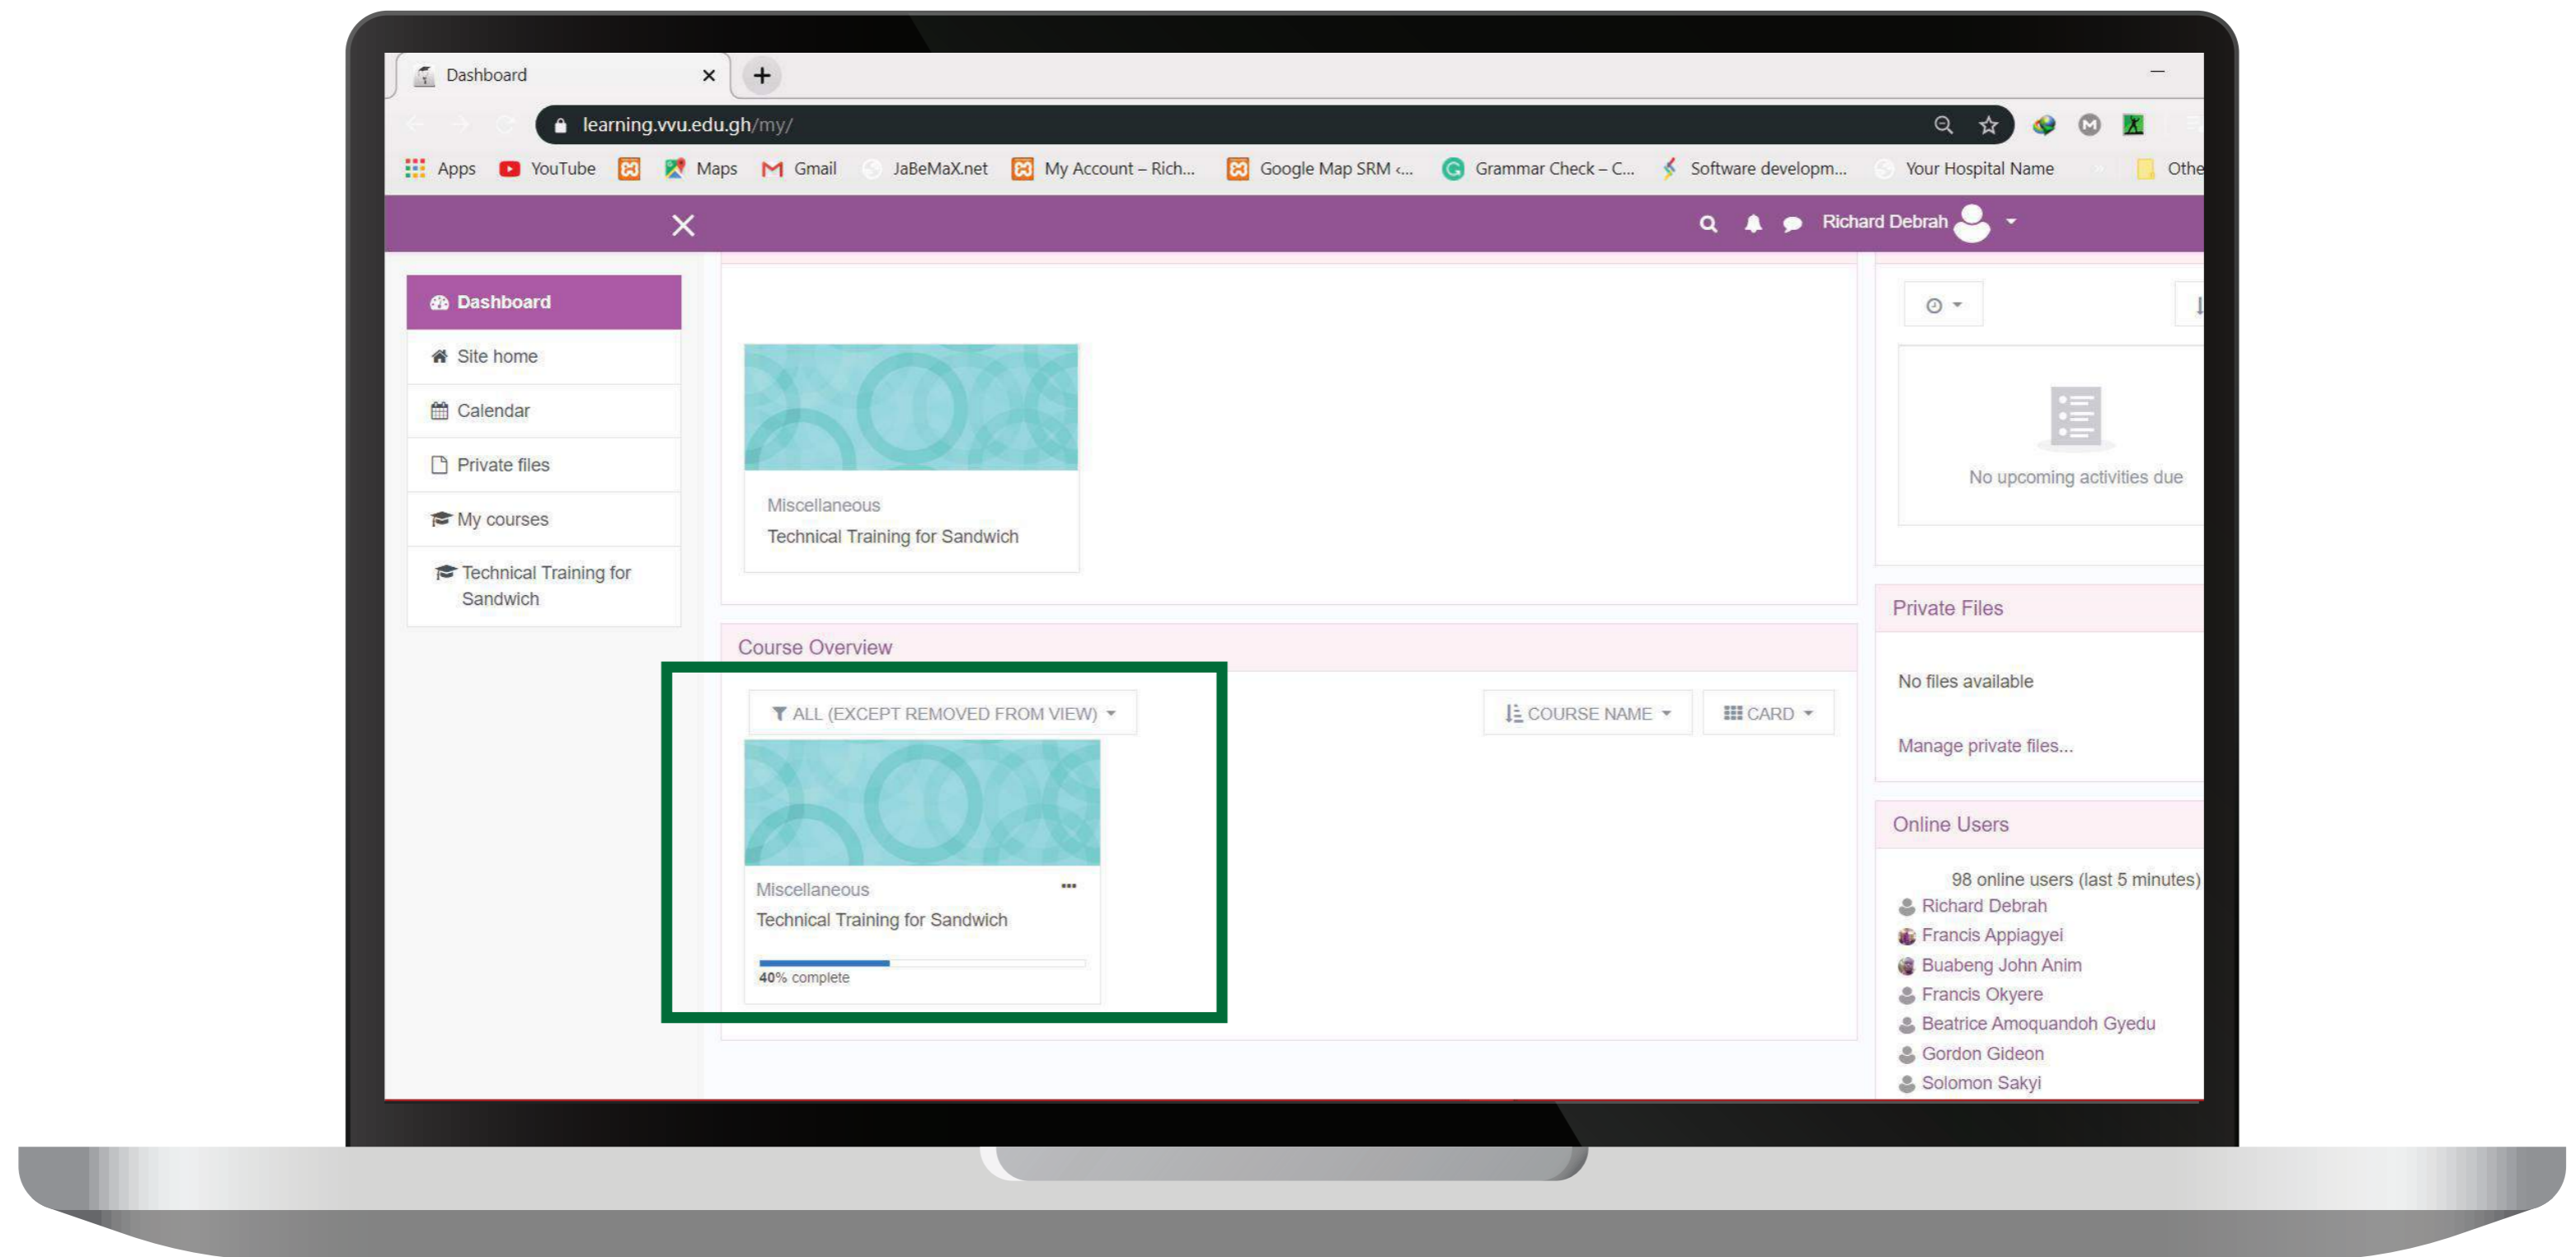 Dashboard
learning.vvu.edu.gh/my/
Apps YouTube Maps Gmail JaBeMaX.net My Account – Rich... Google Map SRM ‹... Grammar Check – C... Software developm... Your Hospital Name » Othe
Richard Debrah
Dashboard
Site home
Calendar
Private files
My courses
Technical Training for
Sandwich
Miscellaneous
Technical Training for Sandwich
Course Overview
ALL (EXCEPT REMOVED FROM VIEW)
COURSE NAME
CARD
Miscellaneous
Technical Training for Sandwich
40% complete
No upcoming activities due
Private Files
No files available
Manage private files...
Online Users
98 online users (last 5 minutes)
Richard Debrah
Francis Appiagyei
Buabeng John Anim
Francis Okyere
Beatrice Amoquandoh Gyedu
Gordon Gideon
Solomon Sakyi